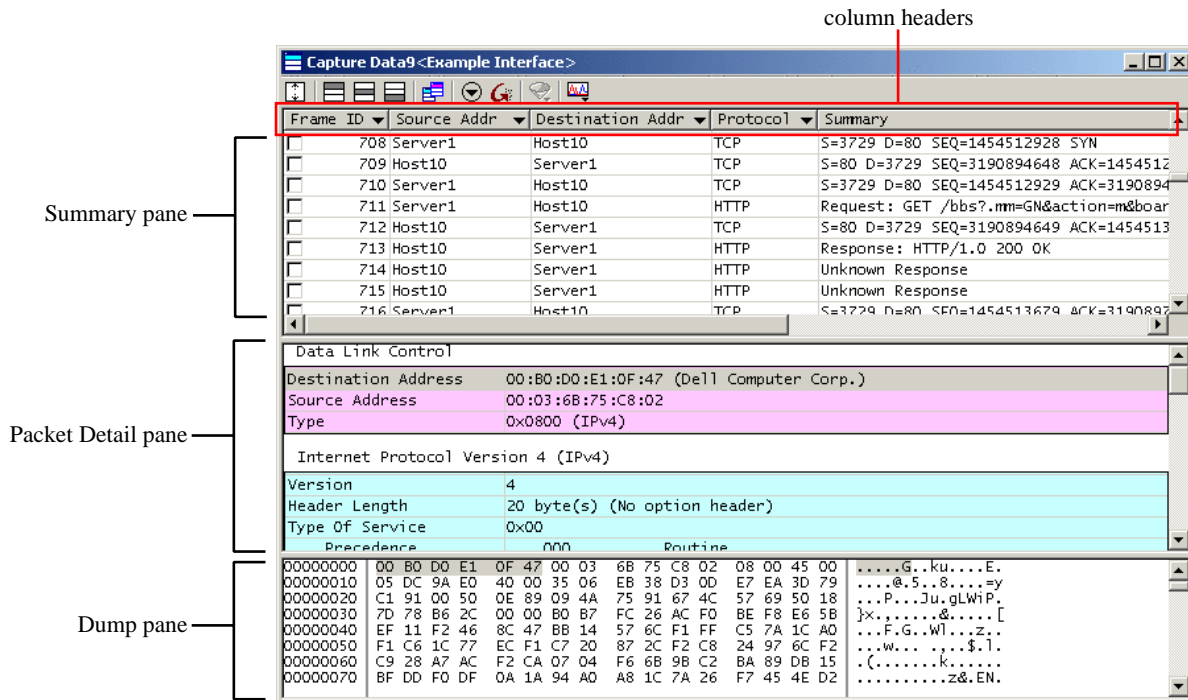 column headers
Capture Data9<Example Interface>
Frame ID Source Addr Destination Addr Protocol Summary
708 Server1 Host10 TCP S=3729 D=80 SEQ=1454512928 SYN
709 Host10 Server1 TCP S=80 D=3729 SEQ=3190894648 ACK=1454512
710 Server1 Host10 TCP S=3729 D=80 SEQ=1454512929 ACK=3190894
711 Server1 Host10 HTTP Request: GET /bbs?.mm=GN&action=m&boar
712 Host10 Server1 TCP S=80 D=3729 SEQ=3190894649 ACK=1454513
713 Host10 Server1 HTTP Response: HTTP/1.0 200 OK
714 Host10 Server1 HTTP Unknown Response
715 Host10 Server1 HTTP Unknown Response
716 Server1 Host10 TCP S=3729 D=80 SEQ=1454513679 ACK=3190897
Summary pane
Data Link Control
Destination Address 00:B0:D0:E1:0F:47 (Dell Computer Corp.)
Source Address 00:03:6B:75:C8:02
Type 0x0800 (IPv4)
Internet Protocol Version 4 (IPv4)
Version 4
Header Length 20 byte(s) (No option header)
Type Of Service 0x00
Precedence 000 Routine
Packet Detail pane
00000000 00 B0 D0 E1 0F 47 00 03 6B 75 C8 02 08 00 45 00 .....G..ku....E.
00000010 05 DC 9A E0 40 00 35 06 EB 38 D3 0D E7 EA 3D 79 ....@.5..8....=y
00000020 C1 91 00 50 0E 89 09 4A 75 91 67 4C 57 69 50 18 ...P...Ju.gLWiP.
00000030 7D 78 B6 2C 00 00 B0 B7 FC 26 AC F0 BE F8 E6 5B }x.,.....&.....[
00000040 EF 11 F2 46 8C 47 BB 14 57 6C F1 FF C5 7A 1C A0 ...F.G..Wl...z..
00000050 F1 C6 1C 77 EC F1 C7 20 87 2C F2 C8 24 97 6C F2 ...w... .,..$.l.
00000060 C9 28 A7 AC F2 CA 07 04 F6 6B 9B C2 BA 89 DB 15 .(.......k......
00000070 BF DD F0 DF 0A 1A 94 A0 A8 1C 7A 26 F7 45 4E D2 ..........z&.EN.
Dump pane